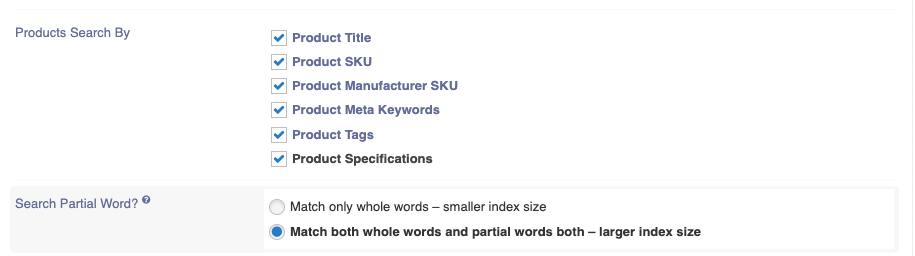 Products Search By
Product Title
Product SKU
Product Manufacturer SKU
Product Meta Keywords
Product Tags
Product Specifications
Search Partial Word? ?
Match only whole words – smaller index size
Match both whole words and partial words both – larger index size